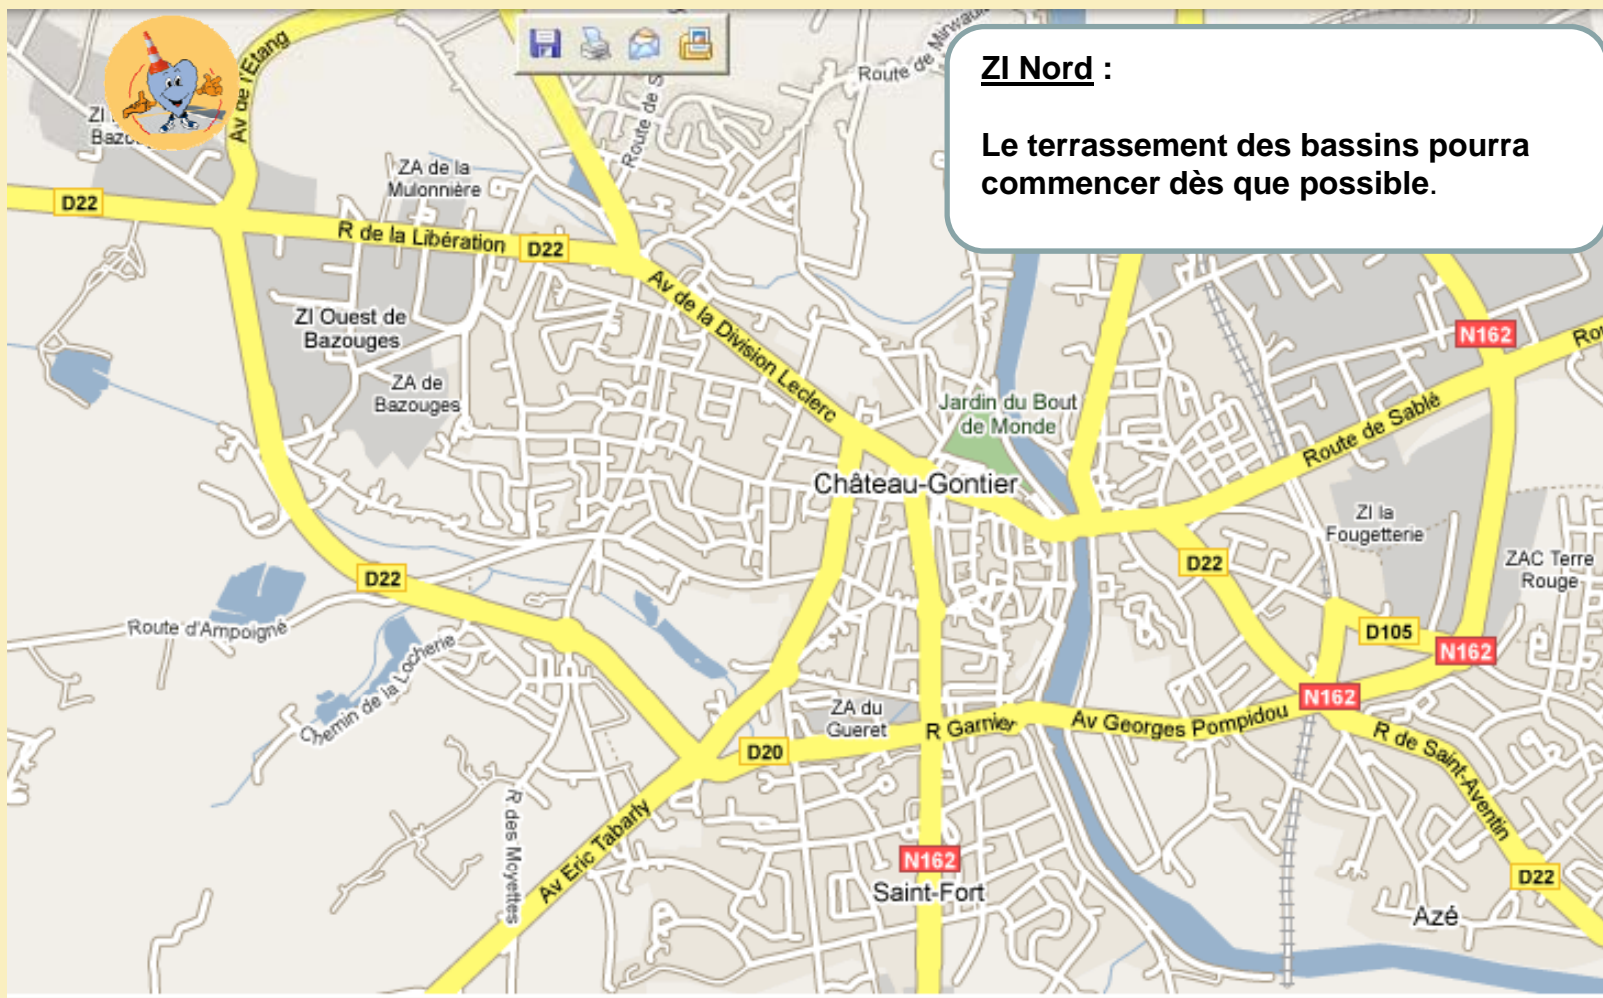 ZI Nord :
Le terrassement des bassins pourra
commencer dès que possible.
Av de l'Etang
ZI
Route de
Route de
D22
ZA de la
Mulonnière
R de la Libération
D22
Av de la Division Leclerc
ZI Ouest de
Bazouges
ZA de
Bazouges
N162
Jardin du Bout
de Monde
Route de Sablé
Château-Gontier
ZI la
Fougetterie
ZAC Terre
Rouge
D22
D22
Route d'Ampoigné
Chemin de la Locherie
D105
N162
N162
ZA du
Gueret
R Garnier
Av Georges Pompidou
R de Saint-Aventin
D20
R des Moyettes
Av Eric Tabarly
N162
Saint-Fort
D22
Azé